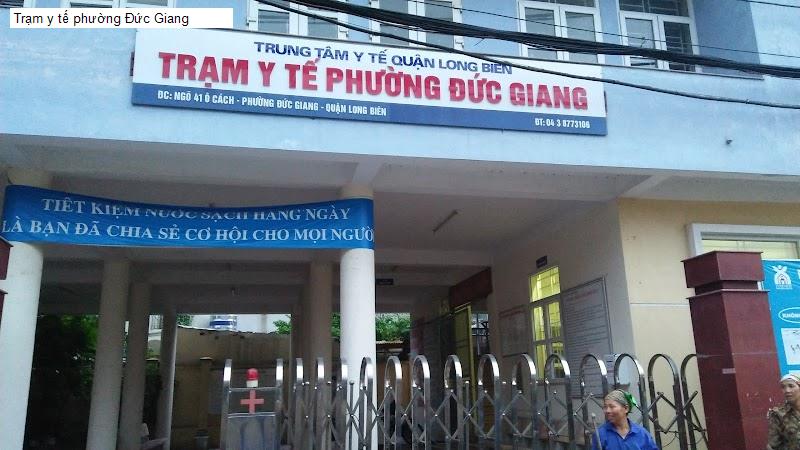 Trạm y tế phường Đức Giang
TRUNG TÂM Y TẾ QUẬN LONG BIÊN
TRẠM Y TẾ PHƯỜNG ĐỨC GIANG
ĐC: NGÕ 41 Ô CÁCH - PHƯỜNG ĐỨC GIANG - QUẬN LONG BIÊN
ĐT: 04 3 8773106
TIẾT KIỆM NƯỚC SẠCH HÀNG NGÀY
LÀ BẠN ĐÃ CHIA SẺ CƠ HỘI CHO MỌI NGƯỜI
KHÔNG